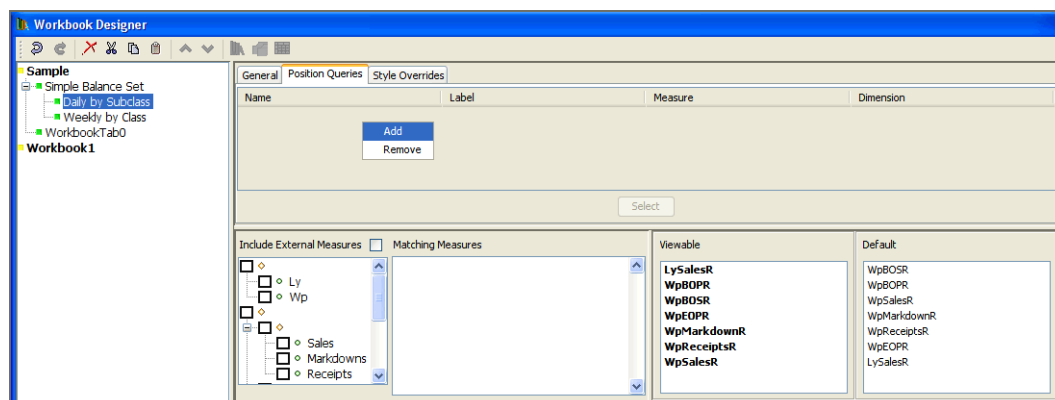 Workbook Designer
Sample
Simple Balance Set
Daily by Subclass
Weekly by Class
WorkbookTab0
Workbook1
General Position Queries Style Overrides
Name Label Measure Dimension
Add
Remove
Select
Include External Measures Matching Measures
Ly
Wp
Sales
Markdowns
Receipts
Viewable
LySalesR
WpBOPR
WpBOSR
WpEOPR
WpMarkdownR
WpReceiptsR
WpSalesR
Default
WpBOSR
WpBOPR
WpSalesR
WpMarkdownR
WpReceiptsR
WpEOPR
LySalesR